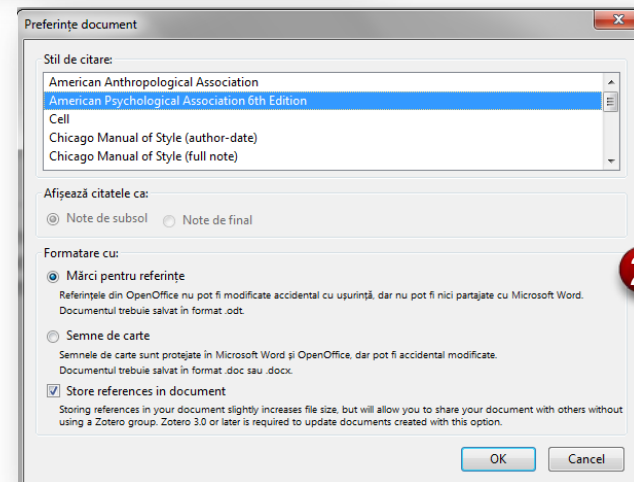 Preferințe document
Stil de citare:
American Anthropological Association
American Psychological Association 6th Edition
Cell
Chicago Manual of Style (author-date)
Chicago Manual of Style (full note)
Afișează citatele ca:
Note de subsol Note de final
Formatare cu:
Mărci pentru referințe
Referințele din OpenOffice nu pot fi modificate accidental cu ușurință, dar nu pot fi nici partajate cu Microsoft Word.
Documentul trebuie salvat în format .odt.
Semne de carte
Semnele de carte sunt protejate în Microsoft Word și OpenOffice, dar pot fi accidental modificate.
Documentul trebuie salvat în format .doc sau .docx.
Store references in document
Storing references in your document slightly increases file size, but will allow you to share your document with others without
using a Zotero group. Zotero 3.0 or later is required to update documents created with this option.
OK Cancel